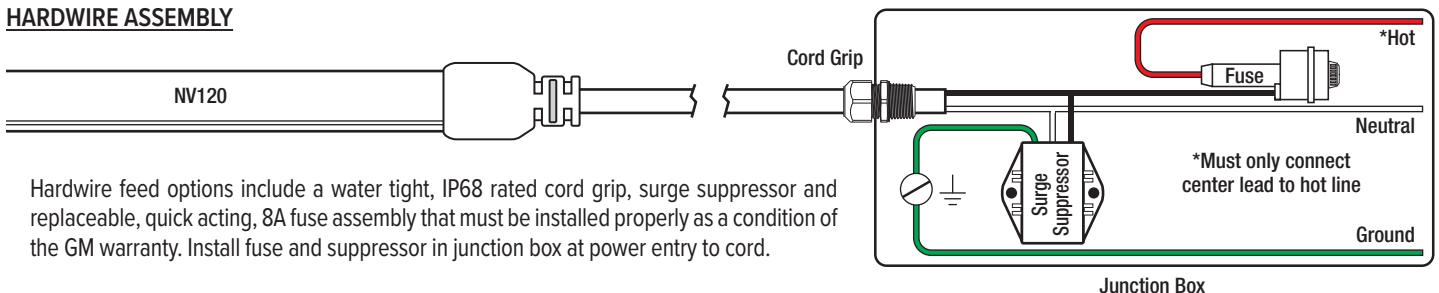 HARDWIRE ASSEMBLY
NV120
Cord Grip
*Hot
Fuse
Neutral
*Must only connect
center lead to hot line
Surge
Suppressor
Ground
Junction Box
Hardwire feed options include a water tight, IP68 rated cord grip, surge suppressor and
replaceable, quick acting, 8A fuse assembly that must be installed properly as a condition of
the GM warranty. Install fuse and suppressor in junction box at power entry to cord.